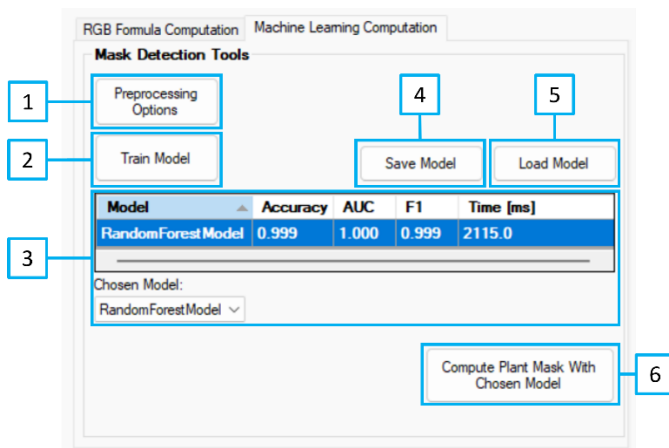 RGB Formula Computation Machine Learning Computation
Mask Detection Tools
1
Preprocessing
Options
4
5
2
Train Model
Save Model
Load Model
3
Model Accuracy AUC F1 Time [ms]
RandomForestModel 0.999 1.000 0.999 2115.0
Chosen Model:
RandomForestModel
Compute Plant Mask With
Chosen Model
6